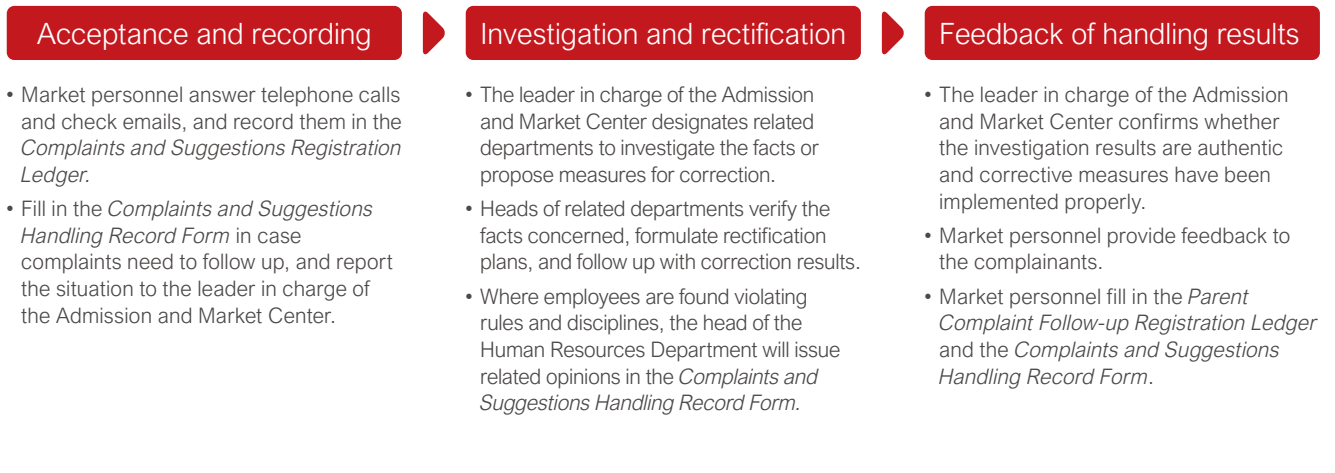 Acceptance and recording
• Market personnel answer telephone calls
and check emails, and record them in the
Complaints and Suggestions Registration
Ledger.
• Fill in the Complaints and Suggestions
Handling Record Form in case
complaints need to follow up, and report
the situation to the leader in charge of
the Admission and Market Center.
Investigation and rectification
• The leader in charge of the Admission
and Market Center designates related
departments to investigate the facts or
propose measures for correction.
• Heads of related departments verify the
facts concerned, formulate rectification
plans, and follow up with correction results.
• Where employees are found violating
rules and disciplines, the head of the
Human Resources Department will issue
related opinions in the Complaints and
Suggestions Handling Record Form.
Feedback of handling results
• The leader in charge of the Admission
and Market Center confirms whether
the investigation results are authentic
and corrective measures have been
implemented properly.
• Market personnel provide feedback to
the complainants.
• Market personnel fill in the Parent
Complaint Follow-up Registration Ledger
and the Complaints and Suggestions
Handling Record Form.